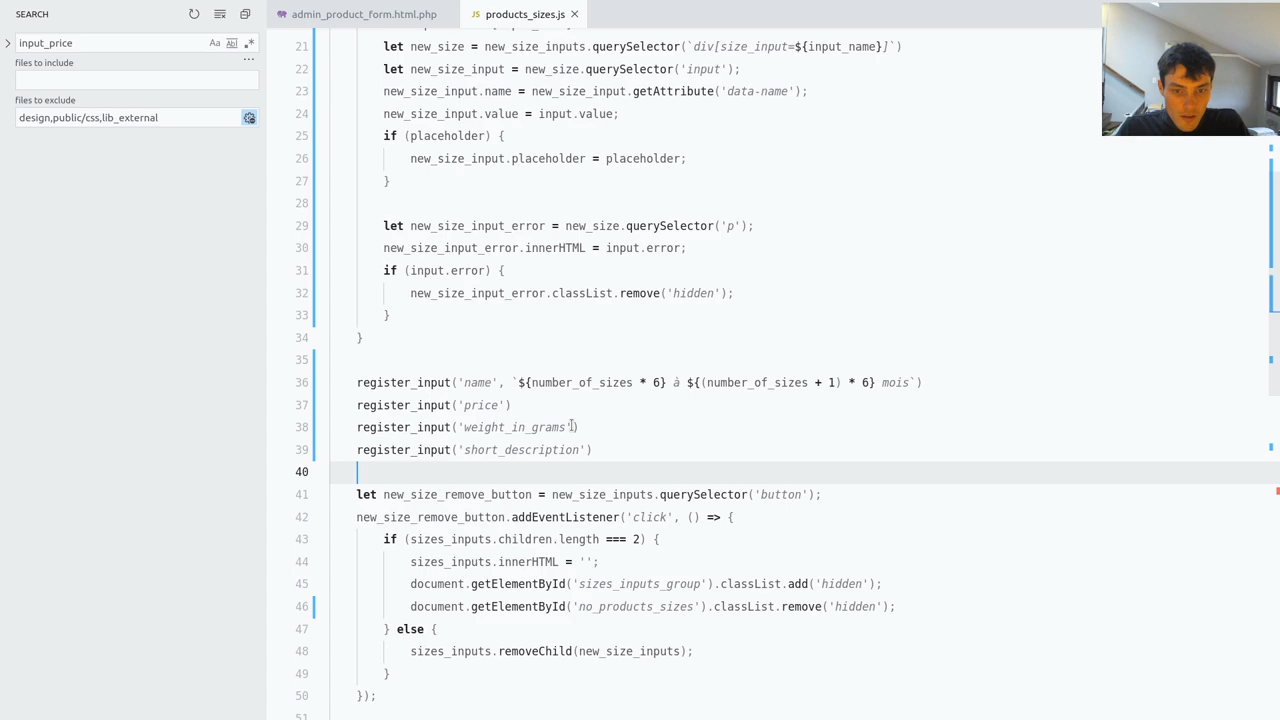 SEARCH
admin_product_form.html.php
products_sizes.js
input_price
Aa
Ab
files to include
files to exclude
design,public/css,lib_external
21 let new_size = new_size_inputs.querySelector(`div[size_input=${input_name}]`)
22 let new_size_input = new_size.querySelector('input');
23 new_size_input.name = new_size_input.getAttribute('data-name');
24 new_size_input.value = input.value;
25 if (placeholder) {
26 new_size_input.placeholder = placeholder;
27 }
28
29 let new_size_input_error = new_size.querySelector('p');
30 new_size_input_error.innerHTML = input.error;
31 if (input.error) {
32 new_size_input_error.classList.remove('hidden');
33 }
34 }
35
36 register_input('name', `${number_of_sizes * 6} à ${(number_of_sizes + 1) * 6} mois`)
37 register_input('price')
38 register_input('weight_in_grams')
39 register_input('short_description')
40
41 let new_size_remove_button = new_size_inputs.querySelector('button');
42 new_size_remove_button.addEventListener('click', () => {
43 if (sizes_inputs.children.length === 2) {
44 sizes_inputs.innerHTML = '';
45 document.getElementById('sizes_inputs_group').classList.add('hidden');
46 document.getElementById('no_products_sizes').classList.remove('hidden');
47 } else {
48 sizes_inputs.removeChild(new_size_inputs);
49 }
50 });
51